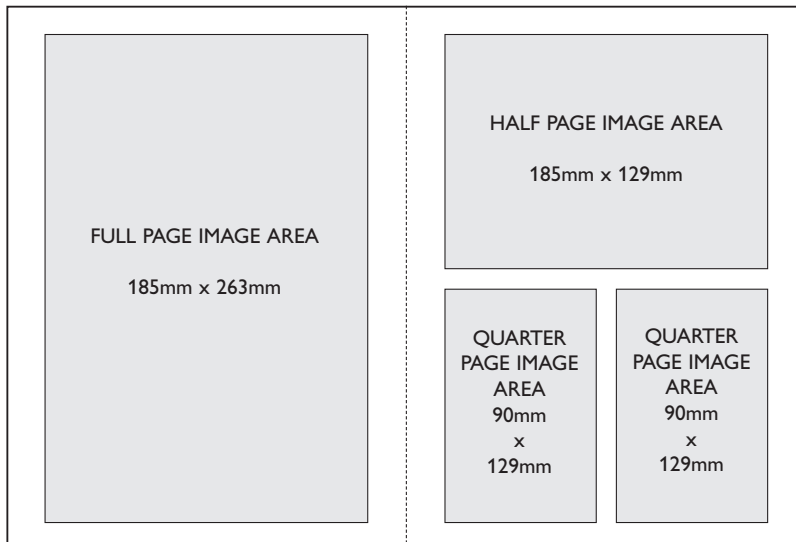 FULL PAGE IMAGE AREA
185mm x 263mm
HALF PAGE IMAGE AREA
185mm x 129mm
QUARTER
PAGE IMAGE
AREA
90mm
x
129mm
QUARTER
PAGE IMAGE
AREA
90mm
x
129mm